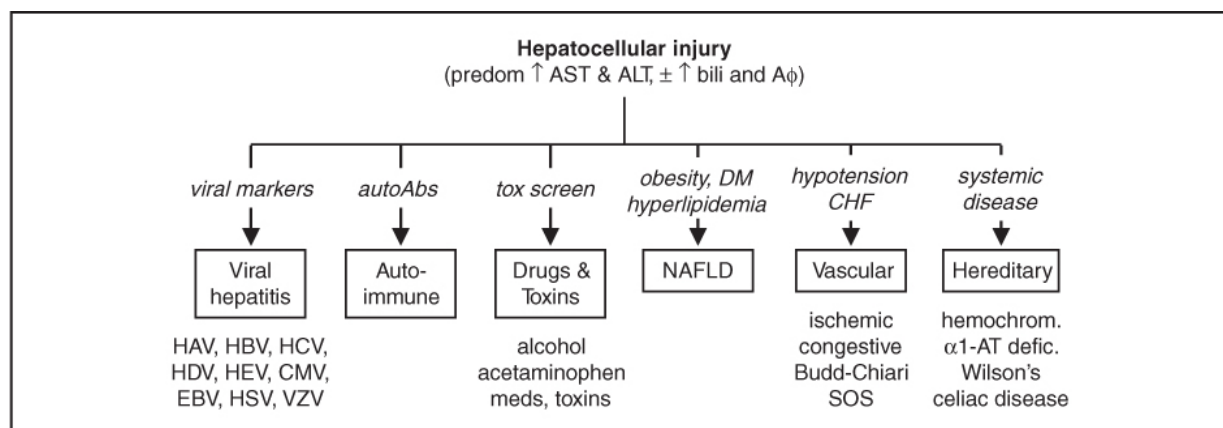 Hepatocellular injury
(predom ↑ AST & ALT, ± ↑ bili and Aϕ)
viral markers
autoAbs
tox screen
obesity, DM
hyperlipidemia
hypotension
CHF
systemic
disease
Viral
hepatitis
Auto-
immune
Drugs &
Toxins
NAFLD
Vascular
Hereditary
HAV, HBV, HCV,
HDV, HEV, CMV,
EBV, HSV, VZV
alcohol
acetaminophen
meds, toxins
ischemic
congestive
Budd-Chiari
SOS
hemochrom.
α1-AT defic.
Wilson's
celiac disease